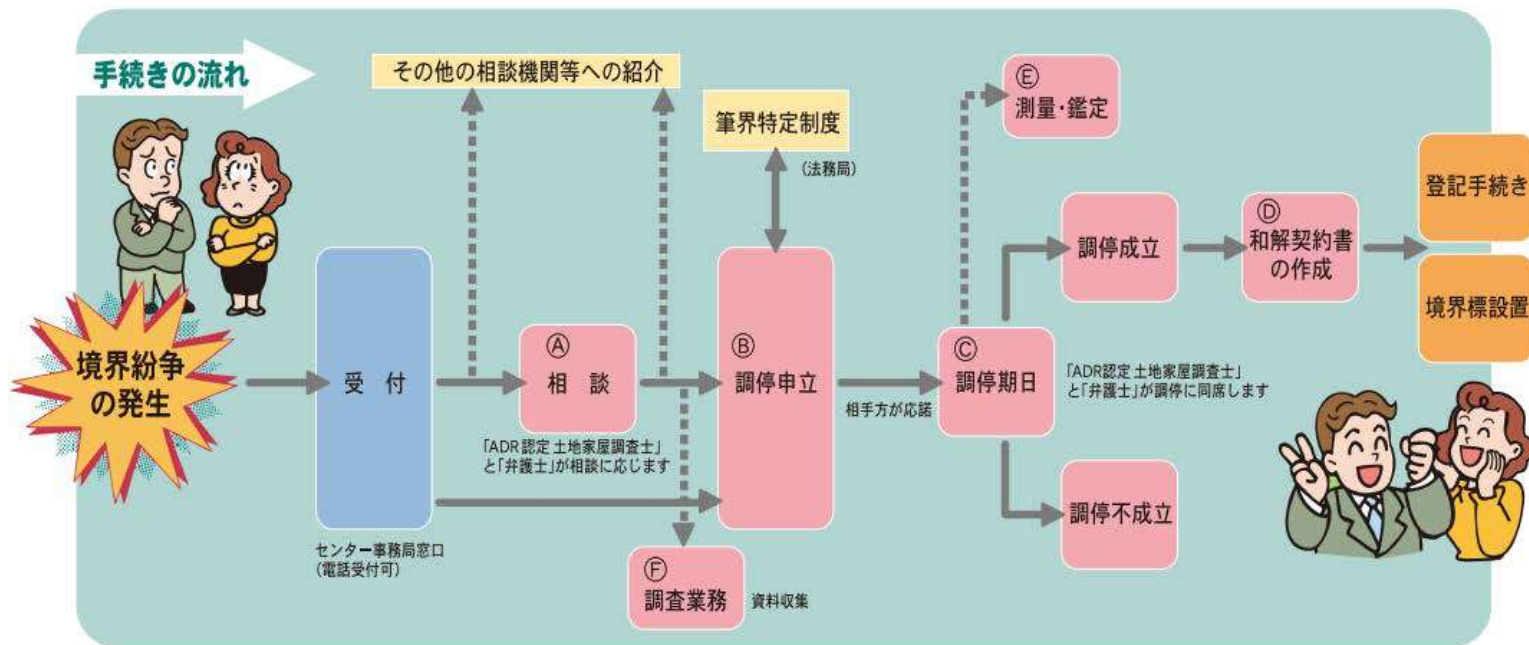 手続きの流れ
その他の相談機関等への紹介
筆界特定制度
(法務局)
Ⓔ
測量・鑑定
登記手続き
境界標設置
調停成立
Ⓓ
和解契約書
の作成
境界紛争
の発生
受 付
センター事務局窓口
(電話受付可)
Ⓐ
相 談
「ADR認定 土地家屋調査士」
と「弁護士」が相談に応じます
Ⓑ
調停申立
相手方が応諾
Ⓒ
調停期日
「ADR認定 土地家屋調査士」
と「弁護士」が調停に同席します
調停不成立
Ⓕ
調査業務
資料収集